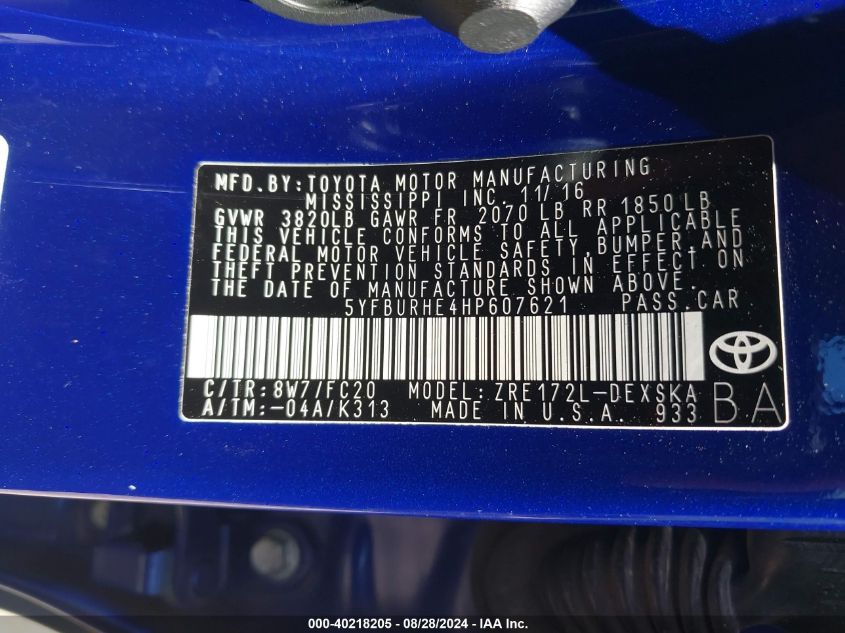 MFD.BY:TOYOTA MOTOR MANUFACTURING
MISSISSIPPI INC. 11/16
GVWR 3820LB GAWR FR 2070 LB RR 1850 LB
THIS VEHICLE CONFORMS TO ALL APPLICABLE
FEDERAL MOTOR VEHICLE SAFETY, BUMPER, AND
THEFT PREVENTION STANDARDS IN EFFECT ON
THE DATE OF MANUFACTURE SHOWN ABOVE.
5YFBURHE4HP607621 PASS.CAR
C/TR:8W7/FC20 MODEL:ZRE172L-DEXSKA
A/TM:-04A/K313 MADE IN U.S.A. 933
BA
000-40218205 - 08/28/2024 - IAA Inc.